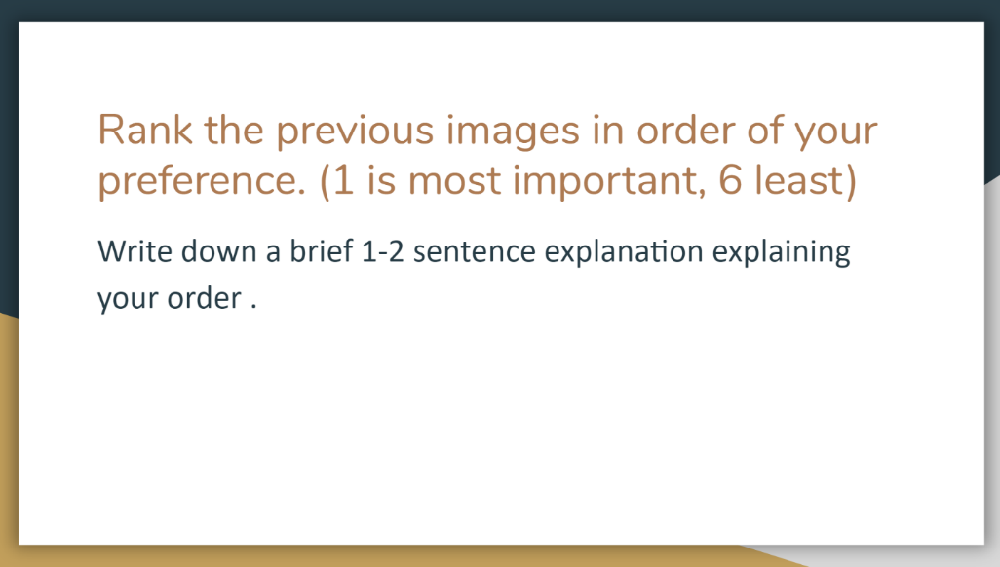 Rank the previous images in order of your
preference. (1 is most important, 6 least)
Write down a brief 1-2 sentence explanation explaining
your order .